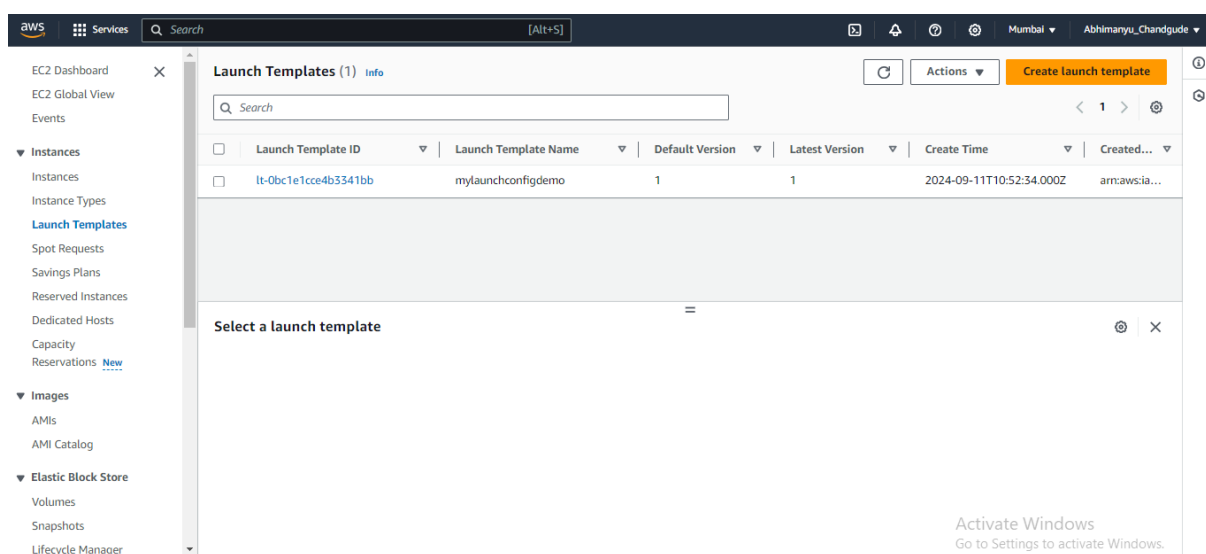 aws Services Search [Alt+S] Mumbai Abhimanyu_Chandgude
EC2 Dashboard
EC2 Global View
Events
Instances
Instances
Instance Types
Launch Templates
Spot Requests
Savings Plans
Reserved Instances
Dedicated Hosts
Capacity
Reservations New
Images
AMIs
AMI Catalog
Elastic Block Store
Volumes
Snapshots
Lifecycle Manager
Launch Templates (1) Info Actions Create launch template
Search 1
Launch Template ID Launch Template Name Default Version Latest Version Create Time Created...
lt-0bc1e1cce4b3341bb mylaunchconfigdemo 1 1 2024-09-11T10:52:34.000Z arn:aws:ia...
Select a launch template
Activate Windows
Go to Settings to activate Windows.